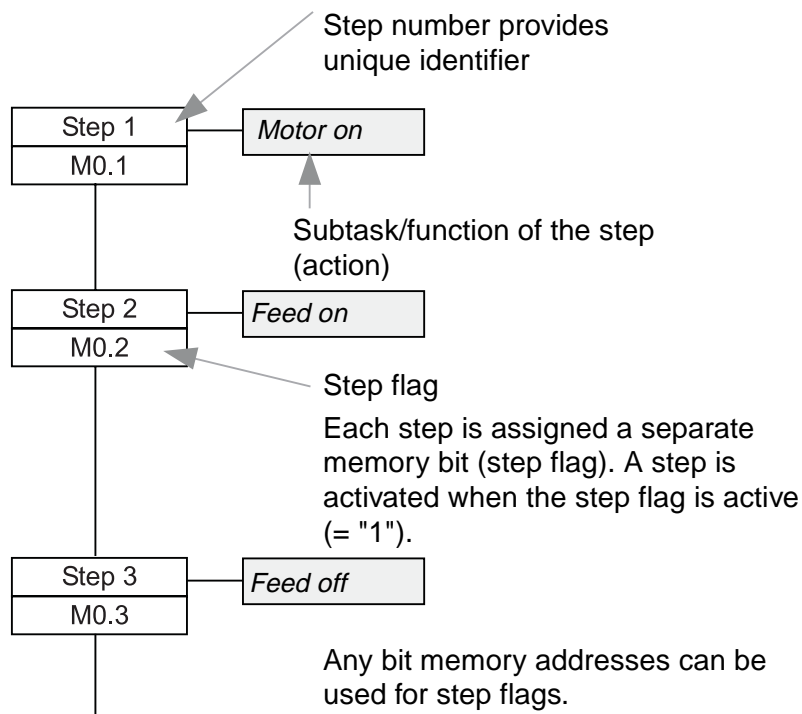 Step number provides
unique identifier
Step 1
Motor on
M0.1
Subtask/function of the step
(action)
Step 2
Feed on
M0.2
Step flag
Each step is assigned a separate
memory bit (step flag). A step is
activated when the step flag is active
(= "1").
Step 3
Feed off
M0.3
Any bit memory addresses can be
used for step flags.